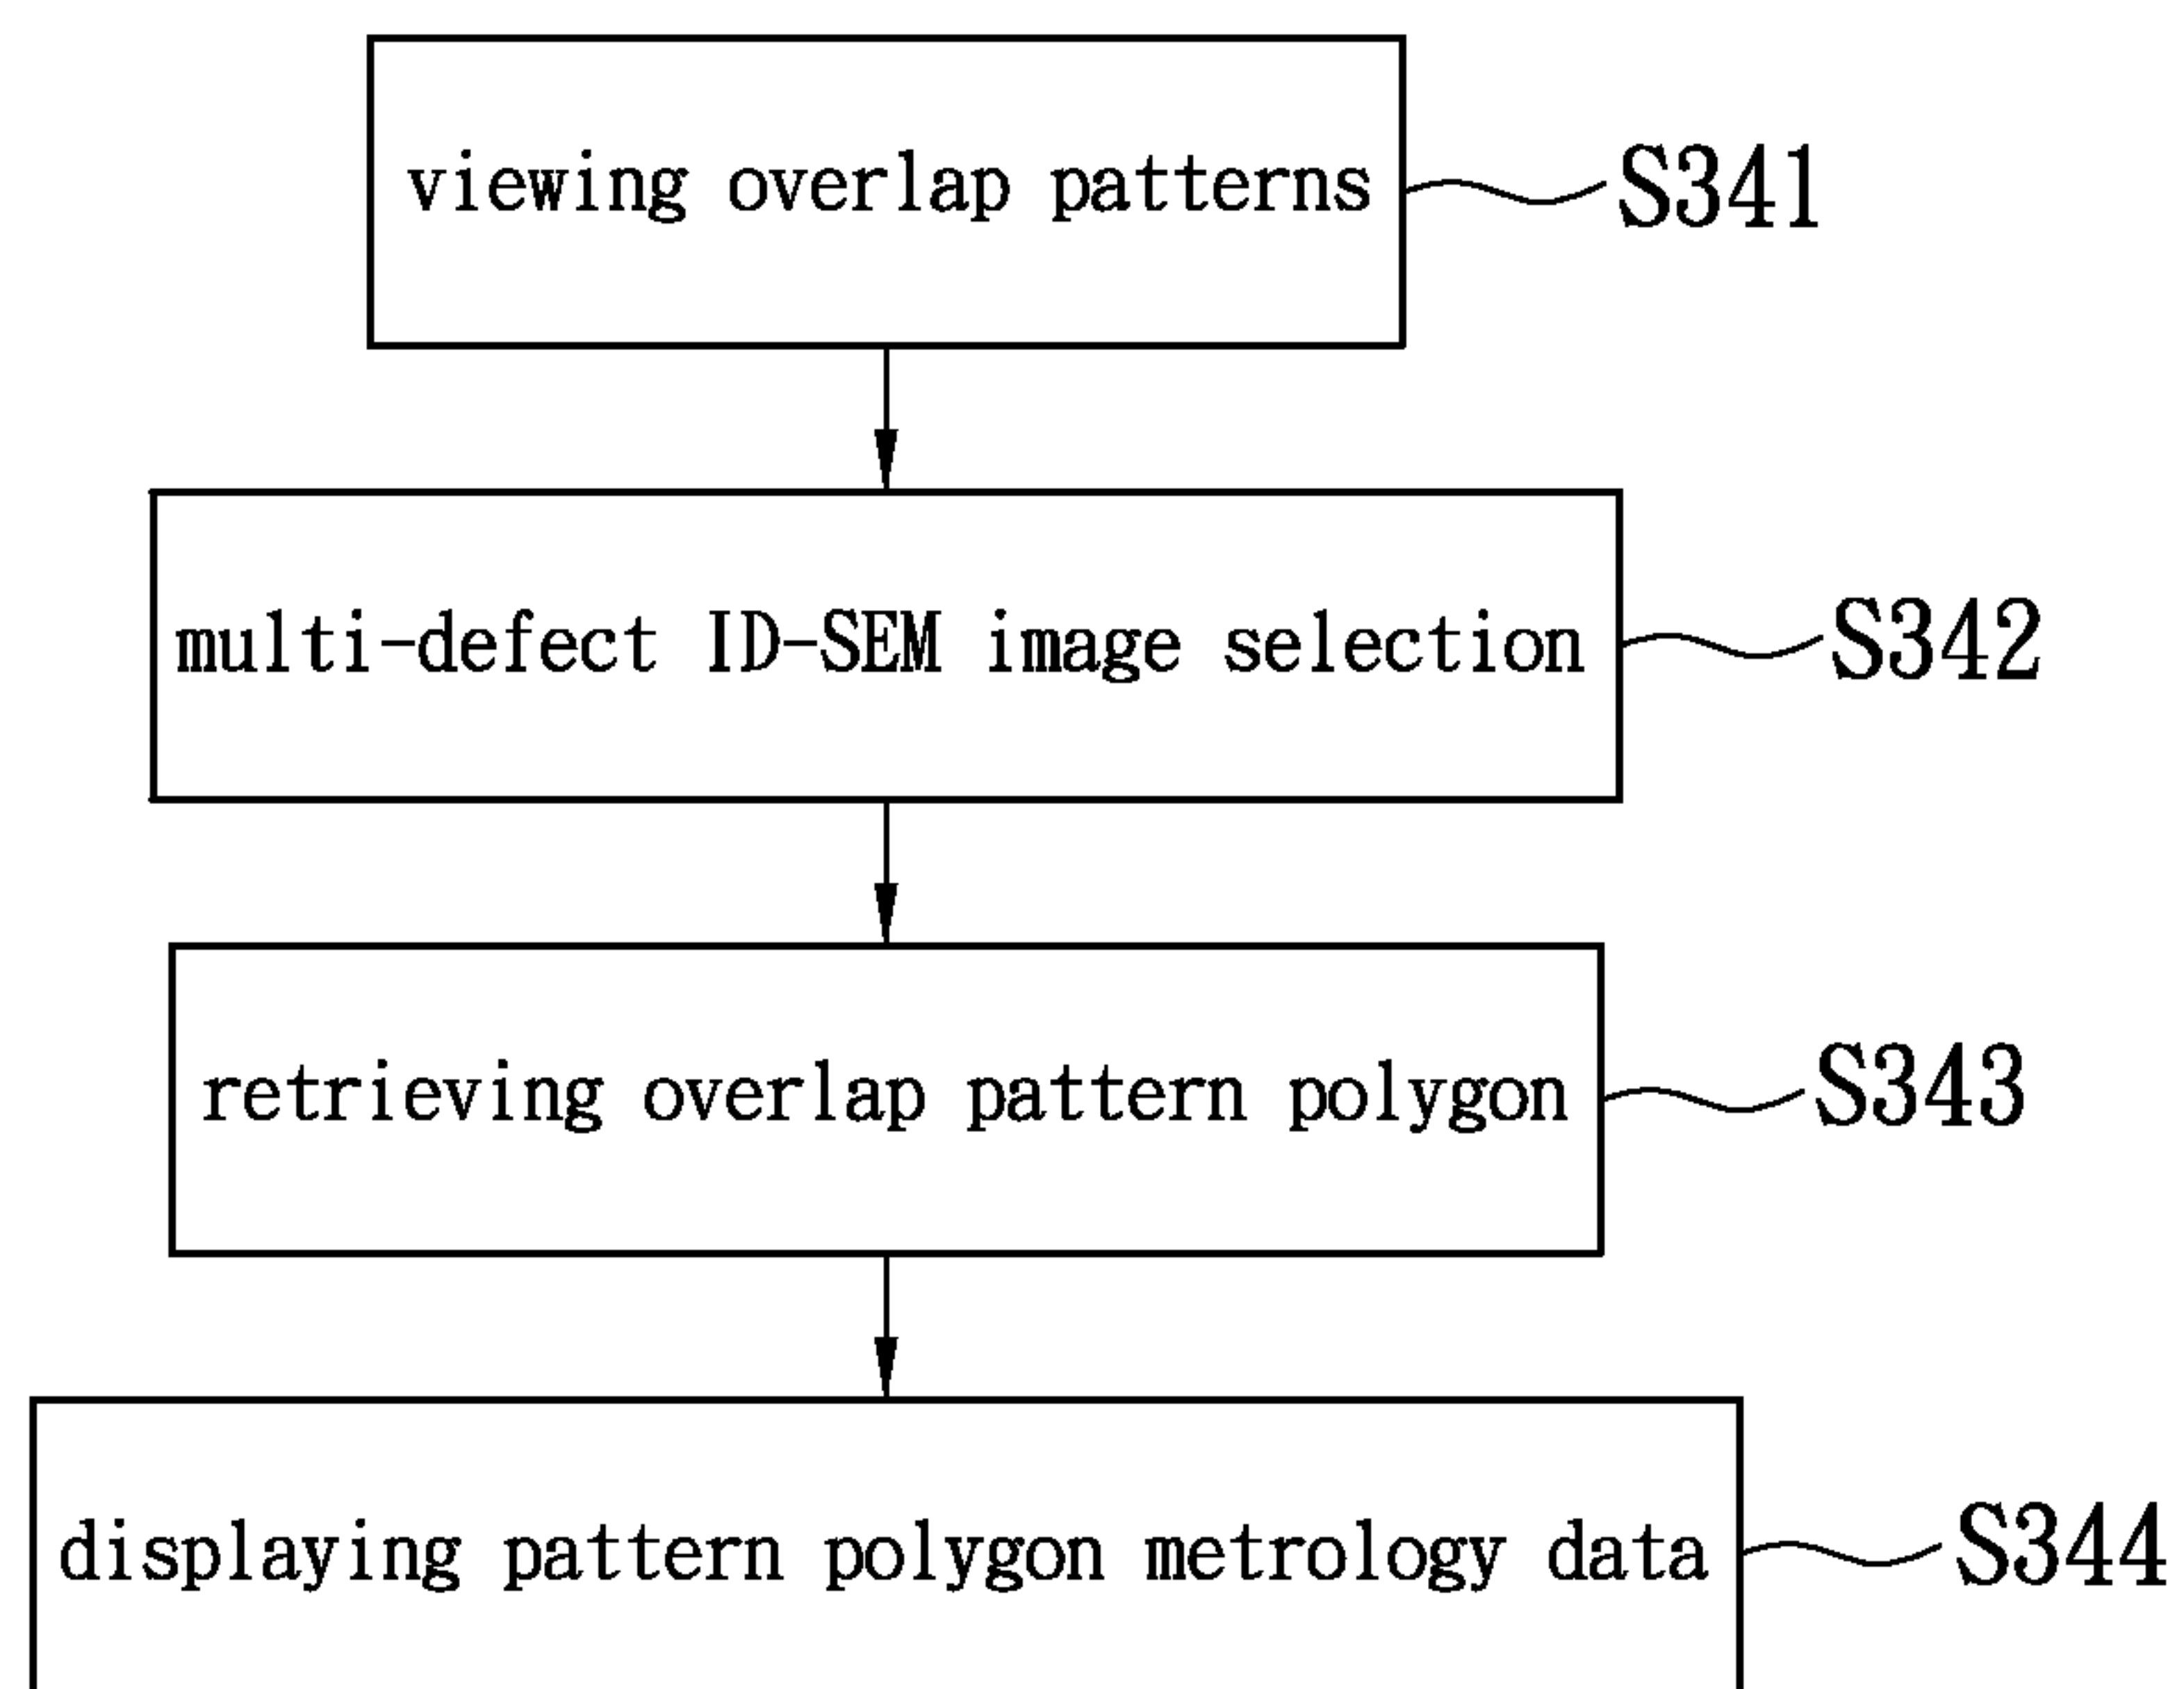 viewing overlap patterns S341
multi-defect ID-SEM image selection S342
retrieving overlap pattern polygon S343
displaying pattern polygon metrology data S344